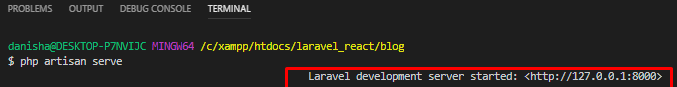 PROBLEMS OUTPUT DEBUG CONSOLE TERMINAL
danisha@DESKTOP-P7NVIJC MINGW64 /c/xampp/htdocs/laravel_react/blog
$ php artisan serve
Laravel development server started: <http://127.0.0.1:8000>